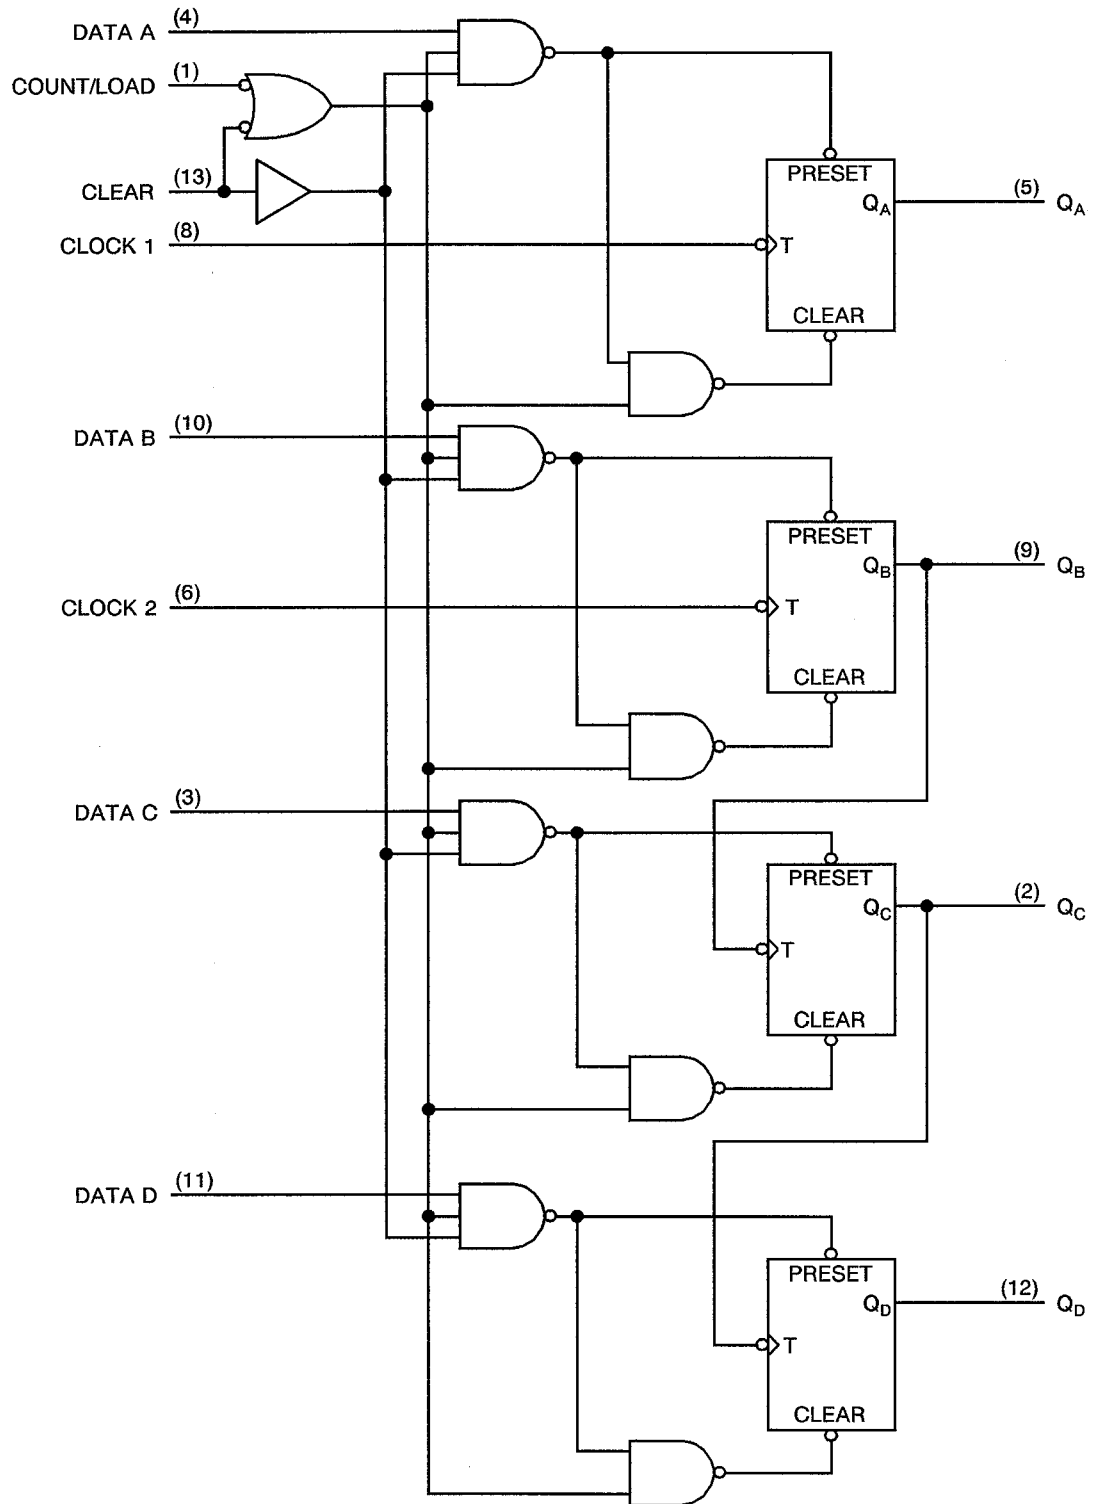 DATA A (4)
COUNT/LOAD (1)
CLEAR (13)
PRESET
QA (5) QA
CLOCK 1 (8) T
CLEAR
DATA B (10)
PRESET
QB (9) QB
CLOCK 2 (6) T
CLEAR
DATA C (3)
PRESET
QC (2) QC
T
CLEAR
DATA D (11)
PRESET
QD (12) QD
T
CLEAR